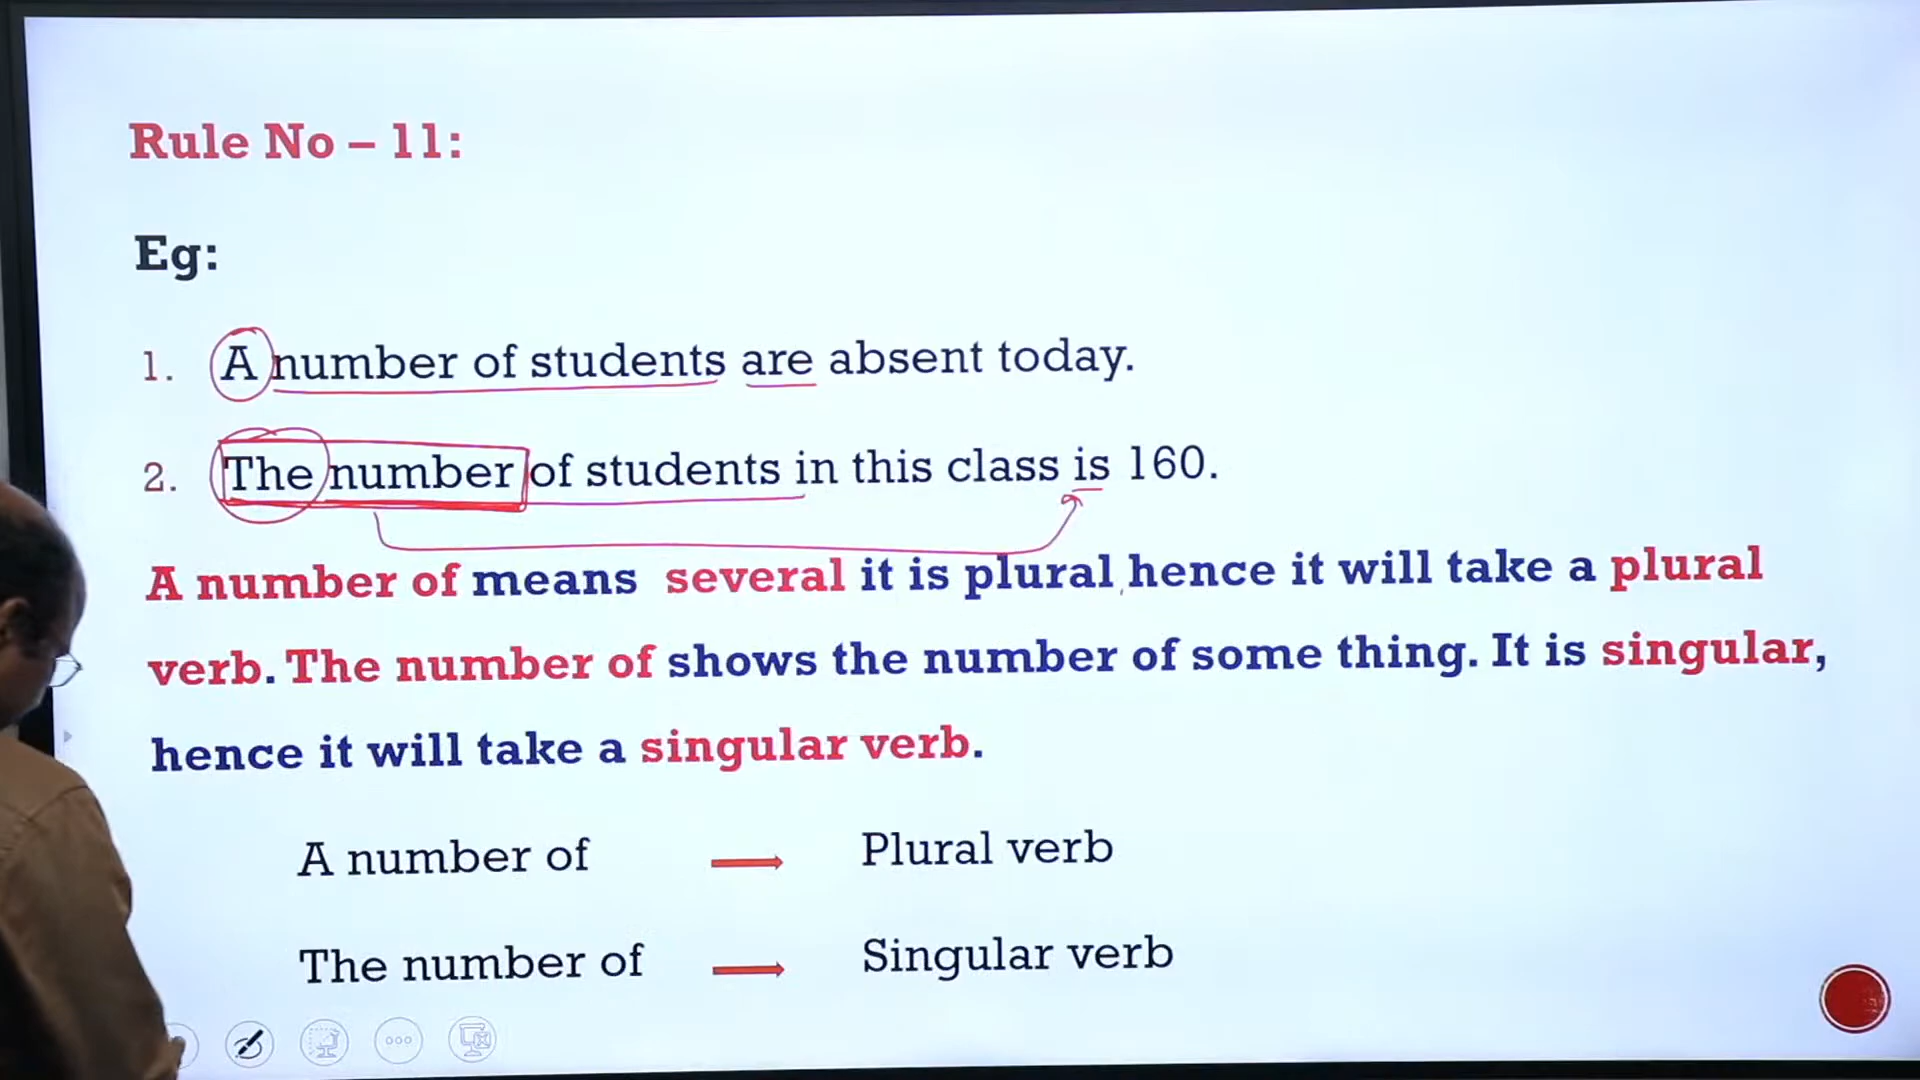 Rule No – 11:
Eg:
1. A number of students are absent today.
2. The number of students in this class is 160.
A number of means several it is plural, hence it will take a plural
verb. The number of shows the number of some thing. It is singular,
hence it will take a singular verb.
A number of → Plural verb
The number of → Singular verb